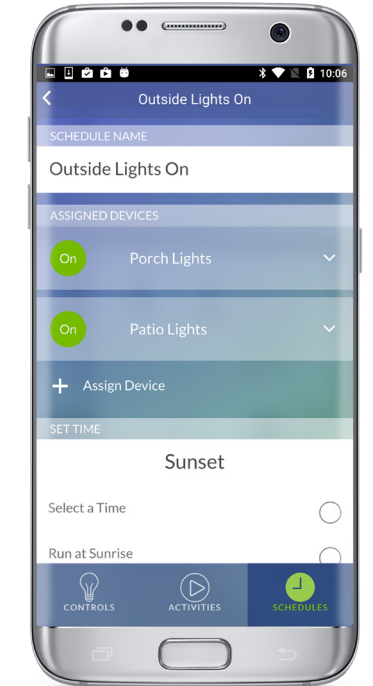 10:06
Outside Lights On
SCHEDULE NAME
Outside Lights On
ASSIGNED DEVICES
On Porch Lights
On Patio Lights
+ Assign Device
SET TIME
Sunset
Select a Time
Run at Sunrise
CONTROLS ACTIVITIES SCHEDULES